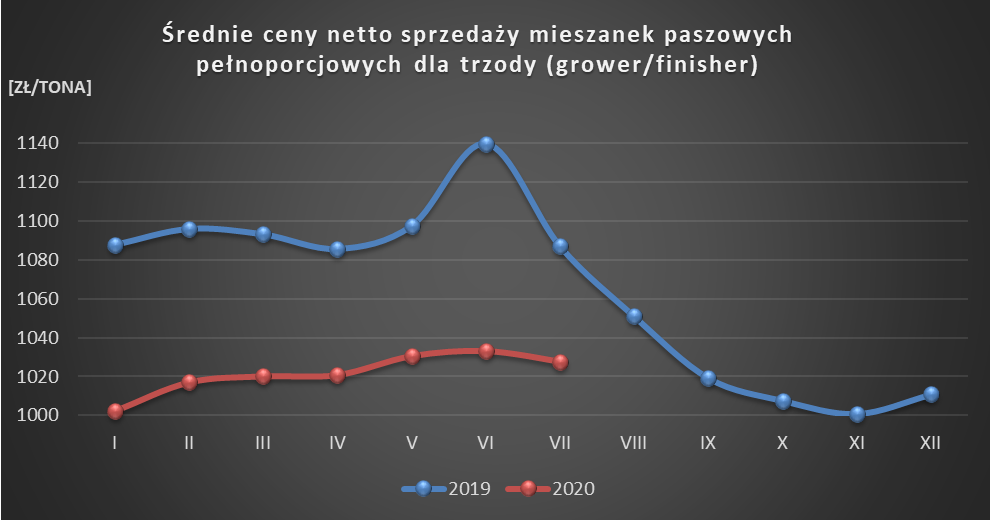 Średnie ceny netto sprzedaży mieszanek paszowych
pełnoporcjowych dla trzody (grower/finisher)
[ZŁ/TONA]
1140
1120
1100
1080
1060
1040
1020
1000
I II III IV V VI VII VIII IX X XI XII
2019 2020